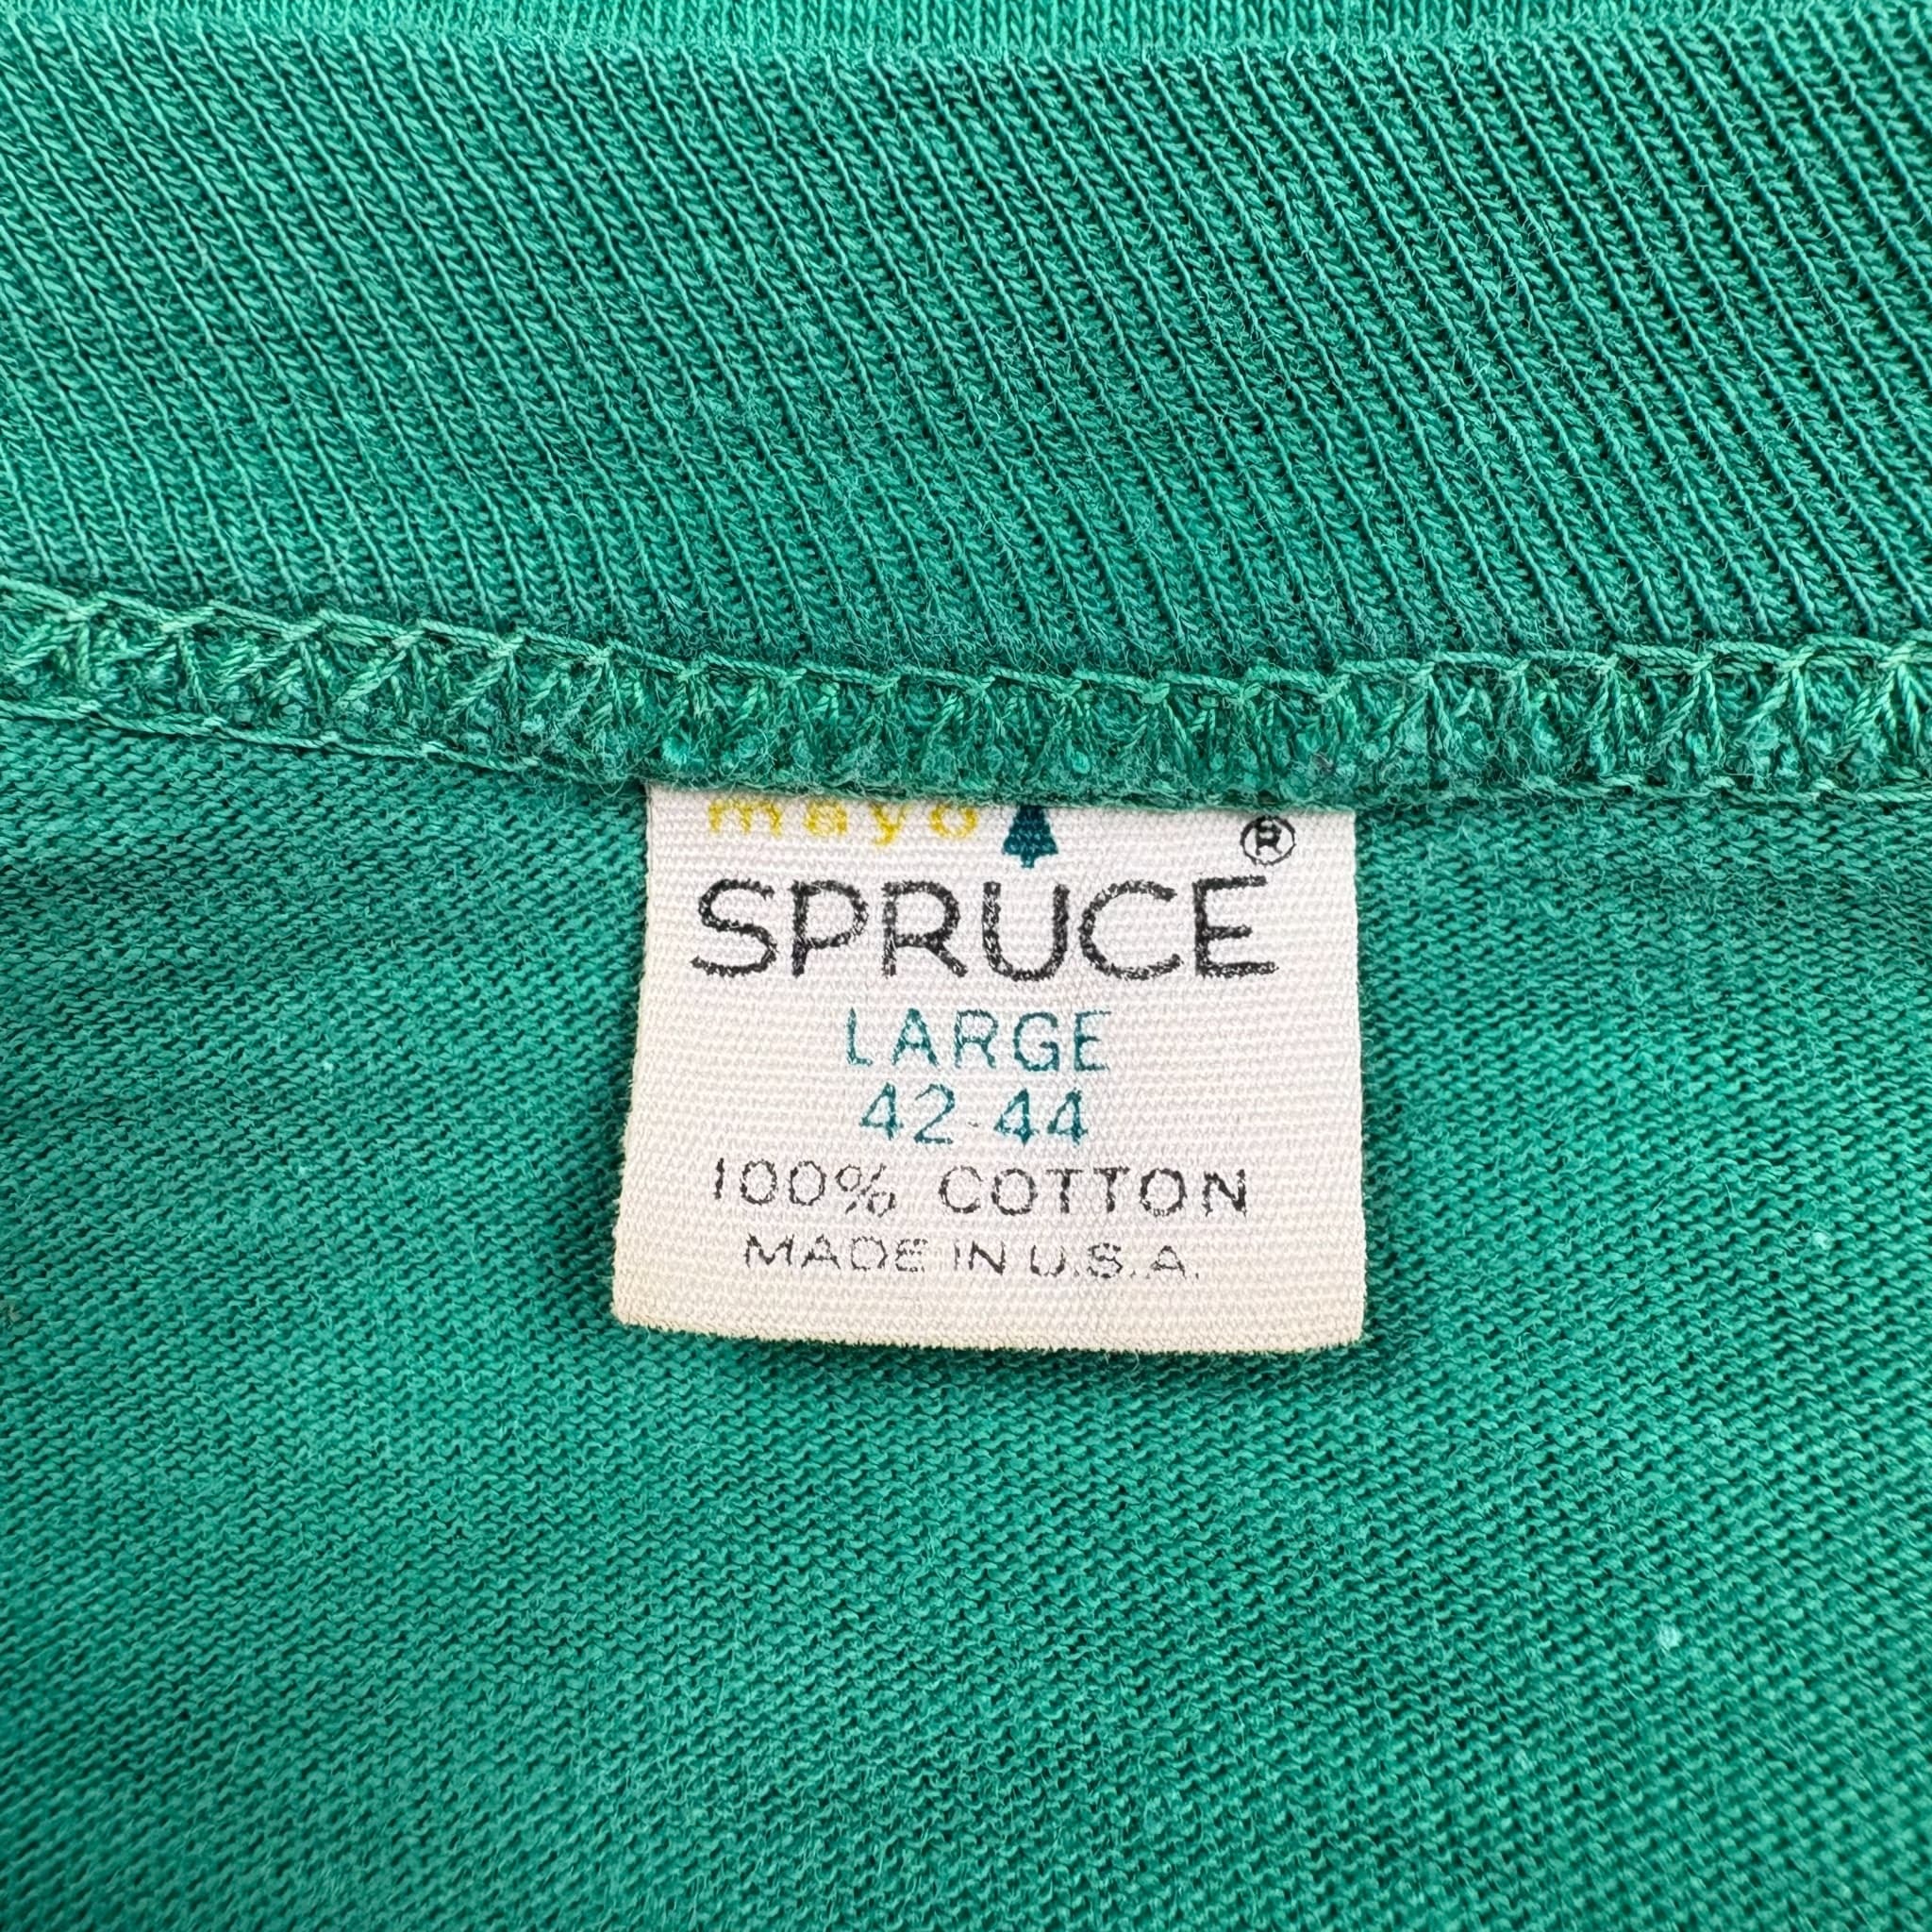 mayo ®
SPRUCE
LARGE
42-44
100% COTTON
MADE IN U.S.A.